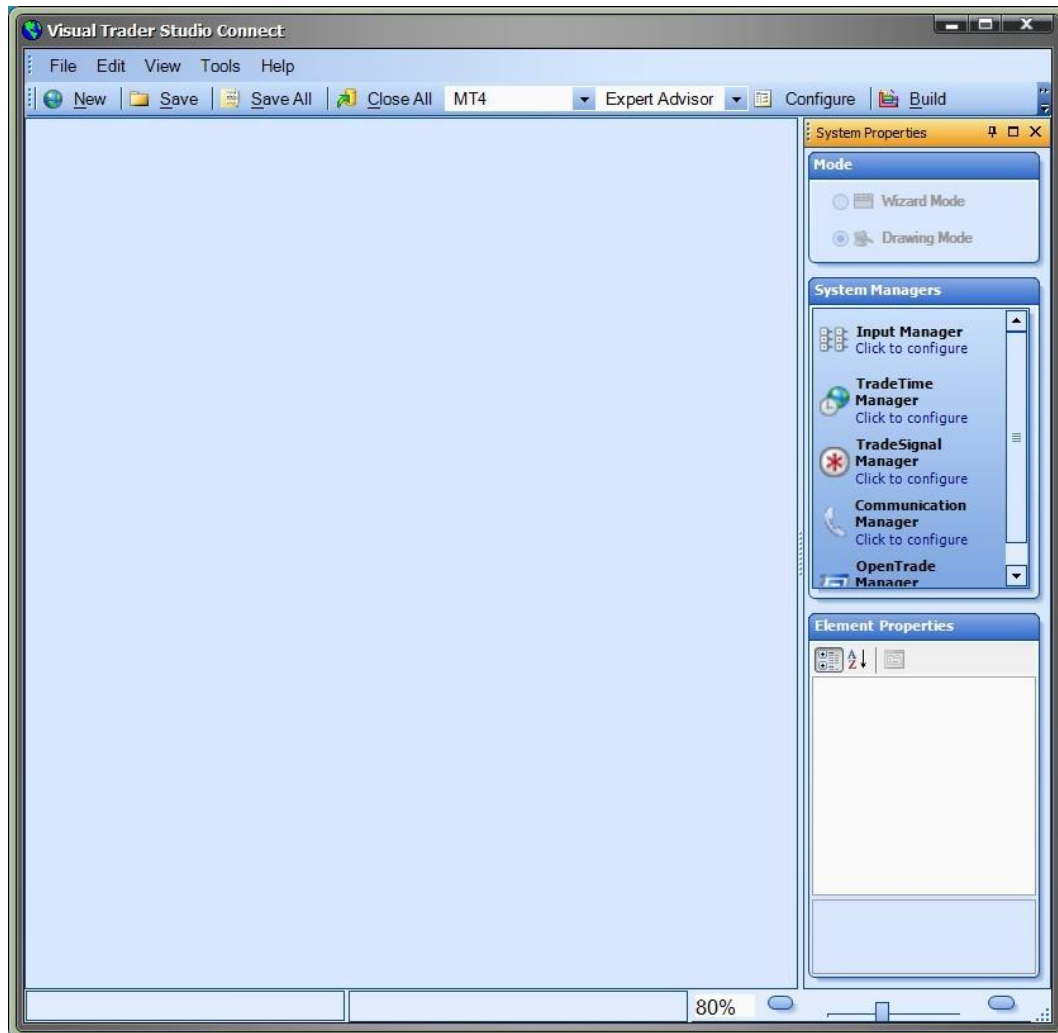 Visual Trader Studio Connect
File Edit View Tools Help
New Save Save All Close All MT4 Expert Advisor Configure Build
System Properties
Mode
Wizard Mode
Drawing Mode
System Managers
Input Manager
Click to configure
TradeTime
Manager
Click to configure
TradeSignal
Manager
Click to configure
Communication
Manager
Click to configure
OpenTrade
Manager
Element Properties
80%